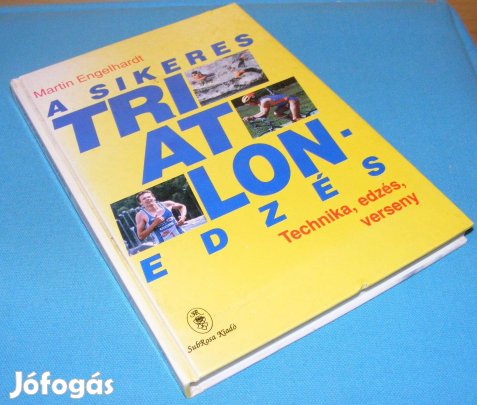 Martin Engelhardt
A SIKERES
TRI
AT
LON-
EDZÉS
Technika, edzés,
verseny
SubRosa Kiadó
Jófogás